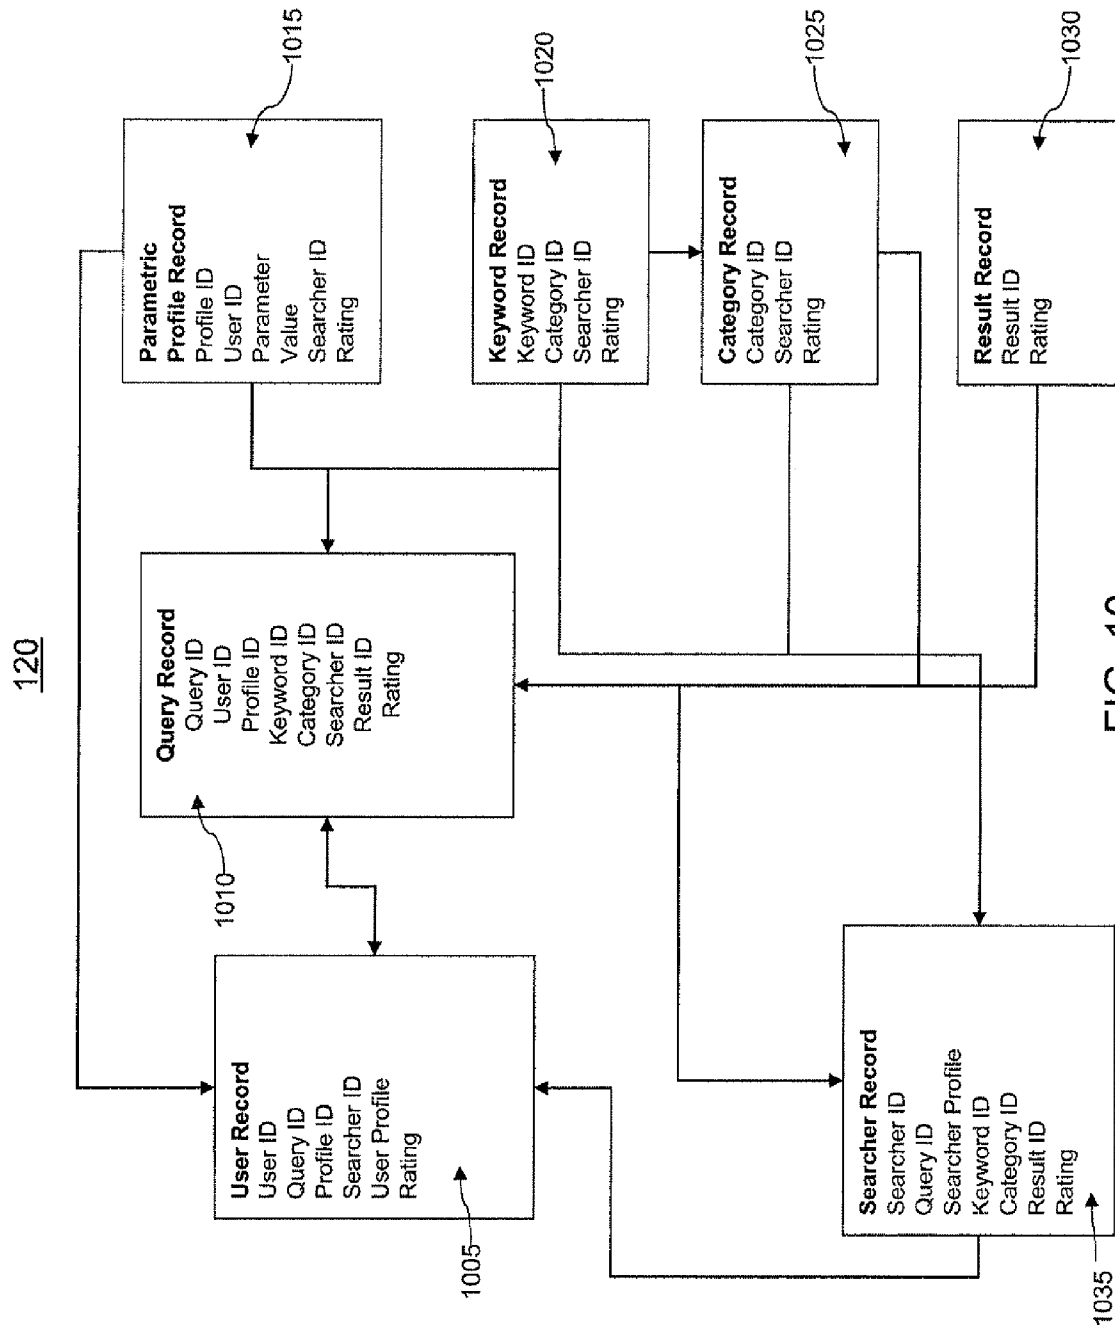 120
User Record
User ID
Query ID
Profile ID
Searcher ID
User Profile
Rating
1005
Query Record
Query ID
User ID
Profile ID
Keyword ID
Category ID
Searcher ID
Result ID
Rating
1010
Parametric
Profile Record
Profile ID
User ID
Parameter
Value
Searcher ID
Rating
1015
Keyword Record
Keyword ID
Category ID
Searcher ID
Rating
1020
Category Record
Category ID
Searcher ID
Rating
1025
Result Record
Result ID
Rating
1030
Searcher Record
Searcher ID
Query ID
Searcher Profile
Keyword ID
Category ID
Result ID
Rating
1035
FIG. 10